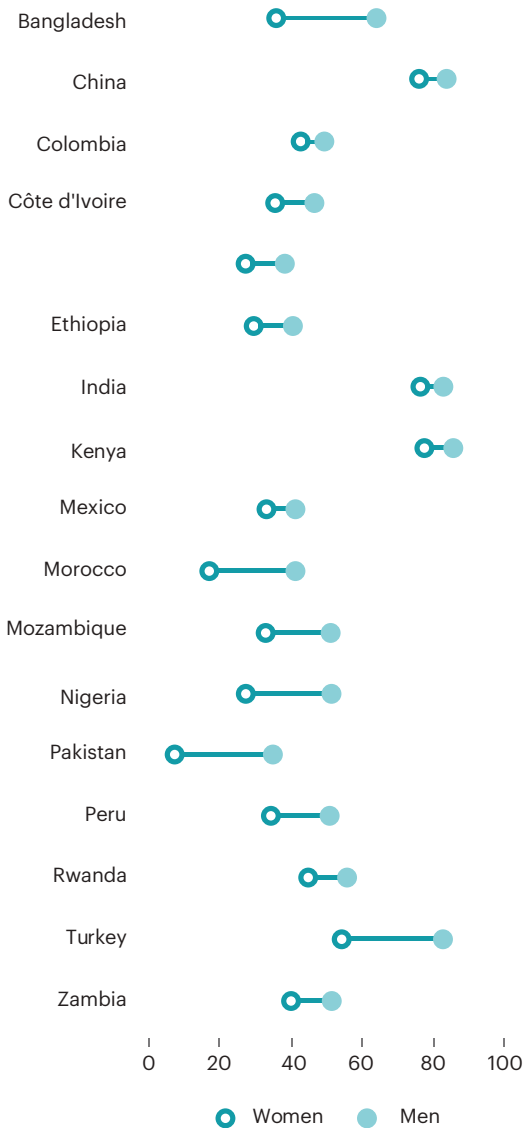 Bangladesh
China
Colombia
Côte d'Ivoire
Ethiopia
India
Kenya
Mexico
Morocco
Mozambique
Nigeria
Pakistan
Peru
Rwanda
Turkey
Zambia
0 20 40 60 80 100
Women Men